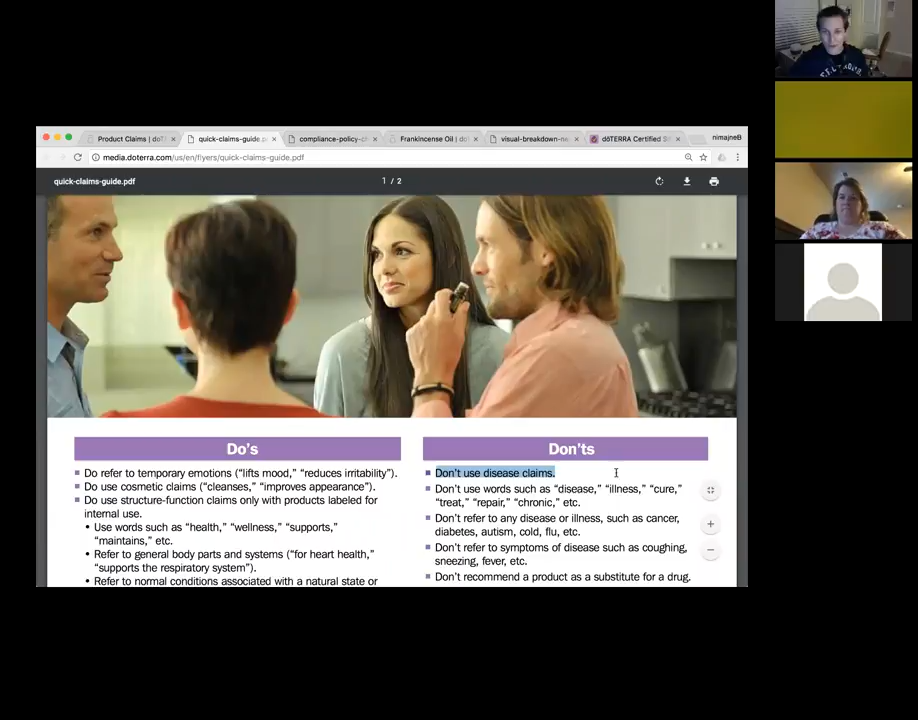 Product Claims | doT
quick-claims-guide.p
compliance-policy-c
Frankincense Oil | d
visual-breakdown-ne
dōTERRA Certified S
nimajneB
media.doterra.com/us/en/flyers/quick-claims-guide.pdf
quick-claims-guide.pdf
1 / 2
Do's
Do refer to temporary emotions (“lifts mood,” “reduces irritability”).
Do use cosmetic claims (“cleanses,” “improves appearance”).
Do use structure-function claims only with products labeled for
internal use.
• Use words such as “health,” “wellness,” “supports,”
“maintains,” etc.
• Refer to general body parts and systems (“for heart health,”
“supports the respiratory system”).
• Refer to normal conditions associated with a natural state or
Don'ts
Don’t use disease claims.
Don’t use words such as “disease,” “illness,” “cure,”
“treat,” “repair,” “chronic,” etc.
Don’t refer to any disease or illness, such as cancer,
diabetes, autism, cold, flu, etc.
Don’t refer to symptoms of disease such as coughing,
sneezing, fever, etc.
Don’t recommend a product as a substitute for a drug.